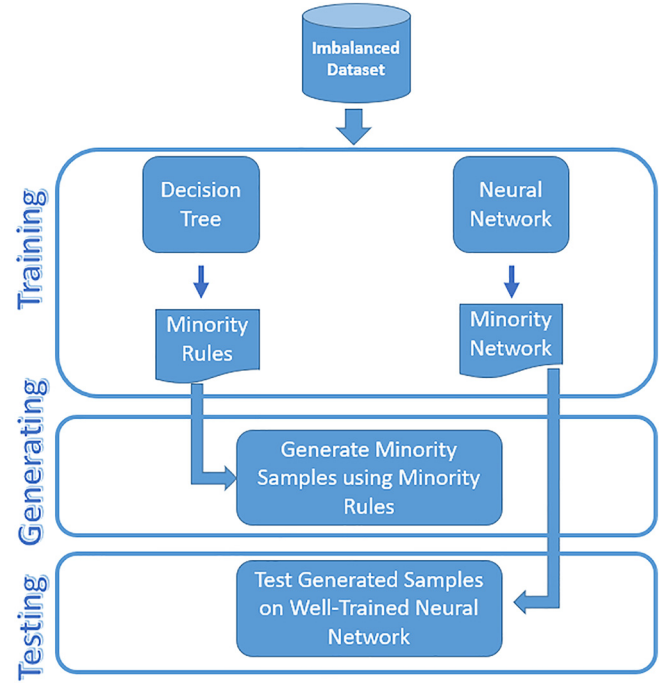 Imbalanced
Dataset
Training
Decision
Tree
Neural
Network
Minority
Rules
Minority
Network
Generating
Generate Minority
Samples using Minority
Rules
Testing
Test Generated Samples
on Well-Trained Neural
Network